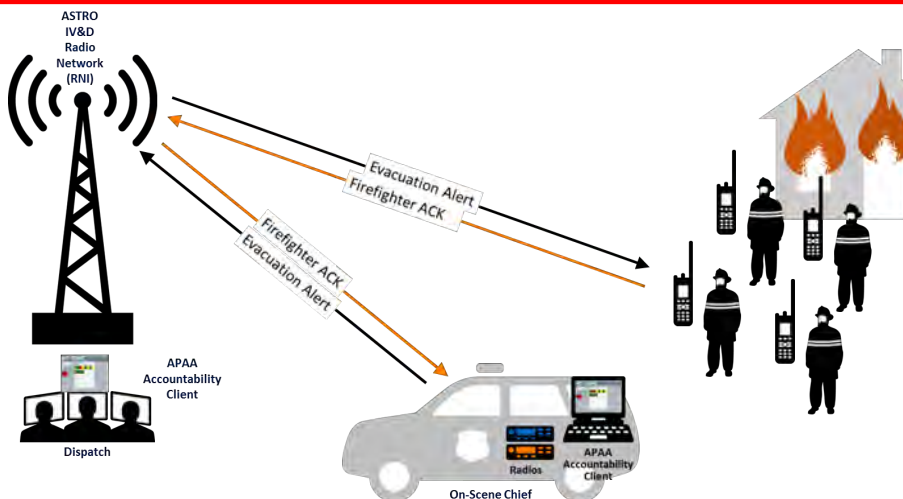 ASTRO
IV&D
Radio
Network
(RNI)
Evacuation Alert
Firefighter ACK
Firefighter ACK
Evacuation Alert
APAA
Accountability
Client
Dispatch
Radios
APAA
Accountability
Client
On-Scene Chief